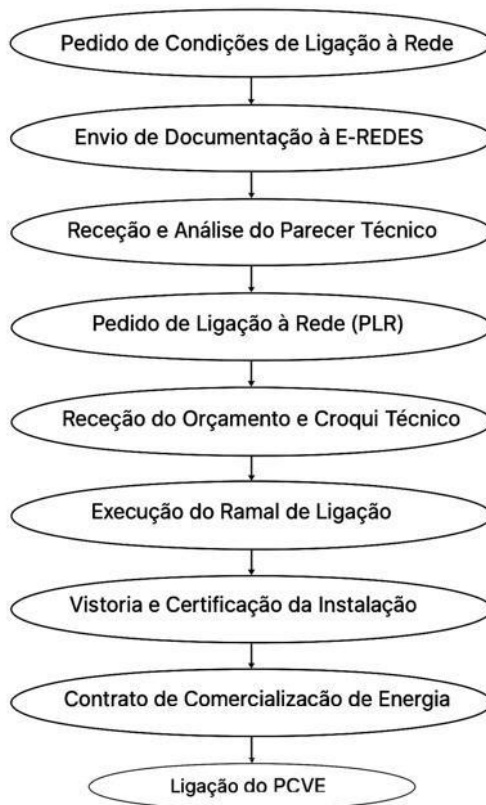 Pedido de Condições de Ligação à Rede
Envio de Documentação à E-REDES
Receção e Análise do Parecer Técnico
Pedido de Ligação à Rede (PLR)
Receção do Orçamento e Croqui Técnico
Execução do Ramal de Ligação
Vistoria e Certificação da Instalação
Contrato de Comercializacão de Energia
Ligação do PCVE